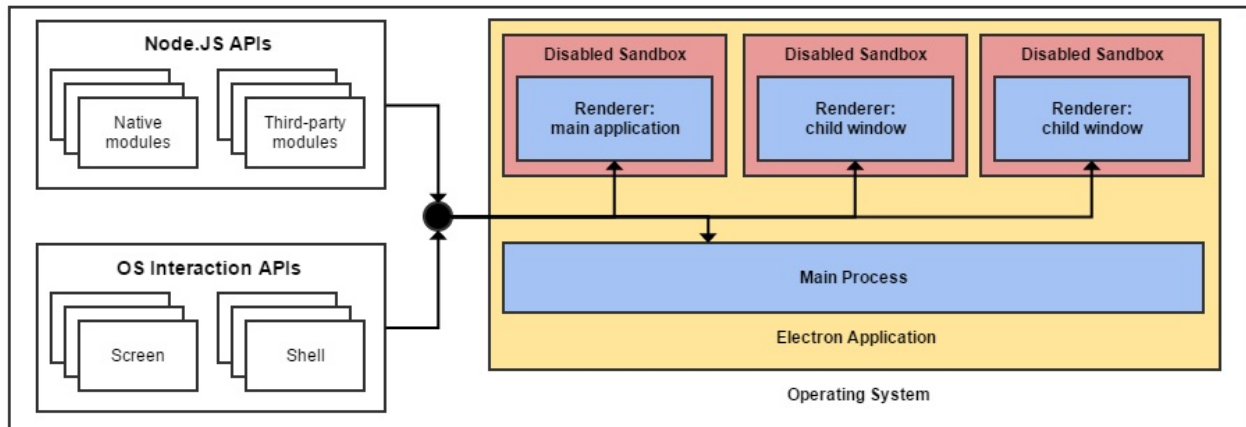 Node.JS APIs
Native
modules
Third-party
modules
OS Interaction APIs
Screen
Shell
Disabled Sandbox
Renderer:
main application
Disabled Sandbox
Renderer:
child window
Disabled Sandbox
Renderer:
child window
Main Process
Electron Application
Operating System